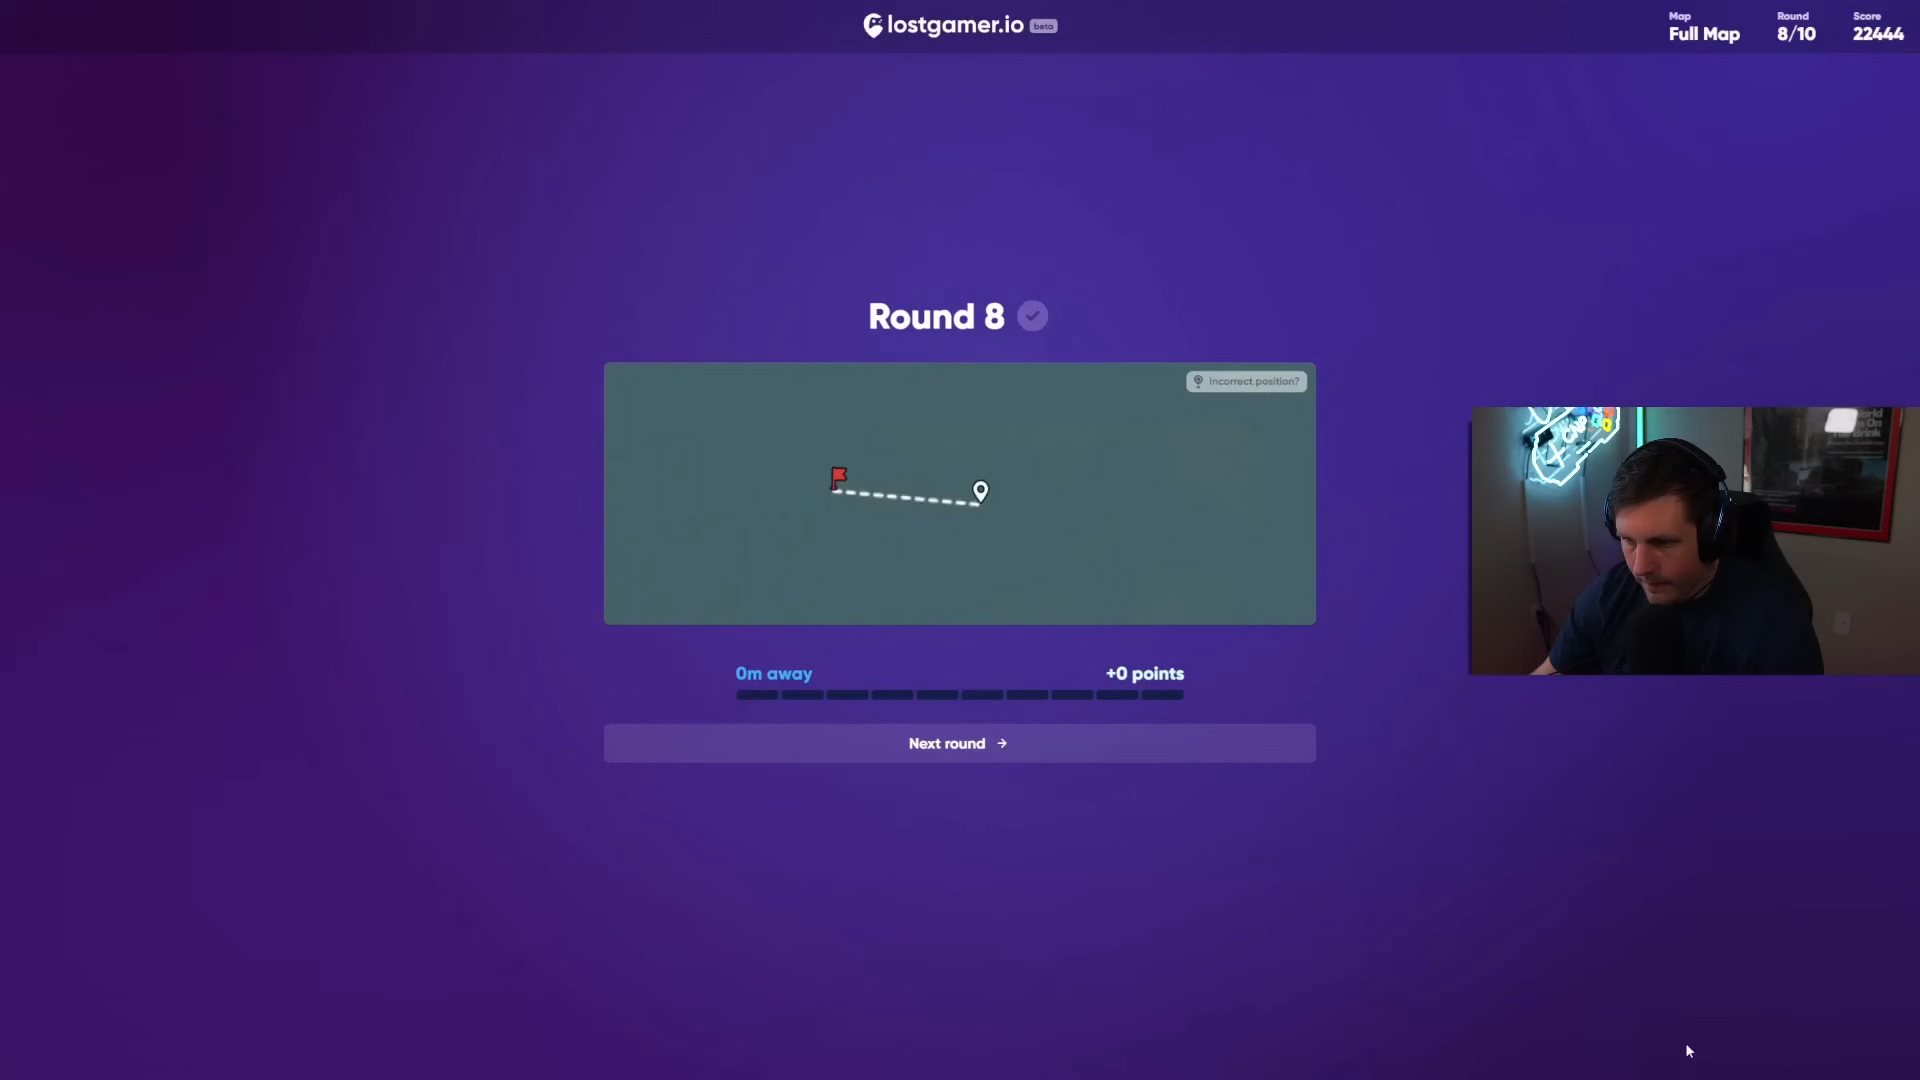 lostgamer.io beta
Map
Full Map
Round
8/10
Score
22444
Round 8
Incorrect position?
0m away
+0 points
Next round →